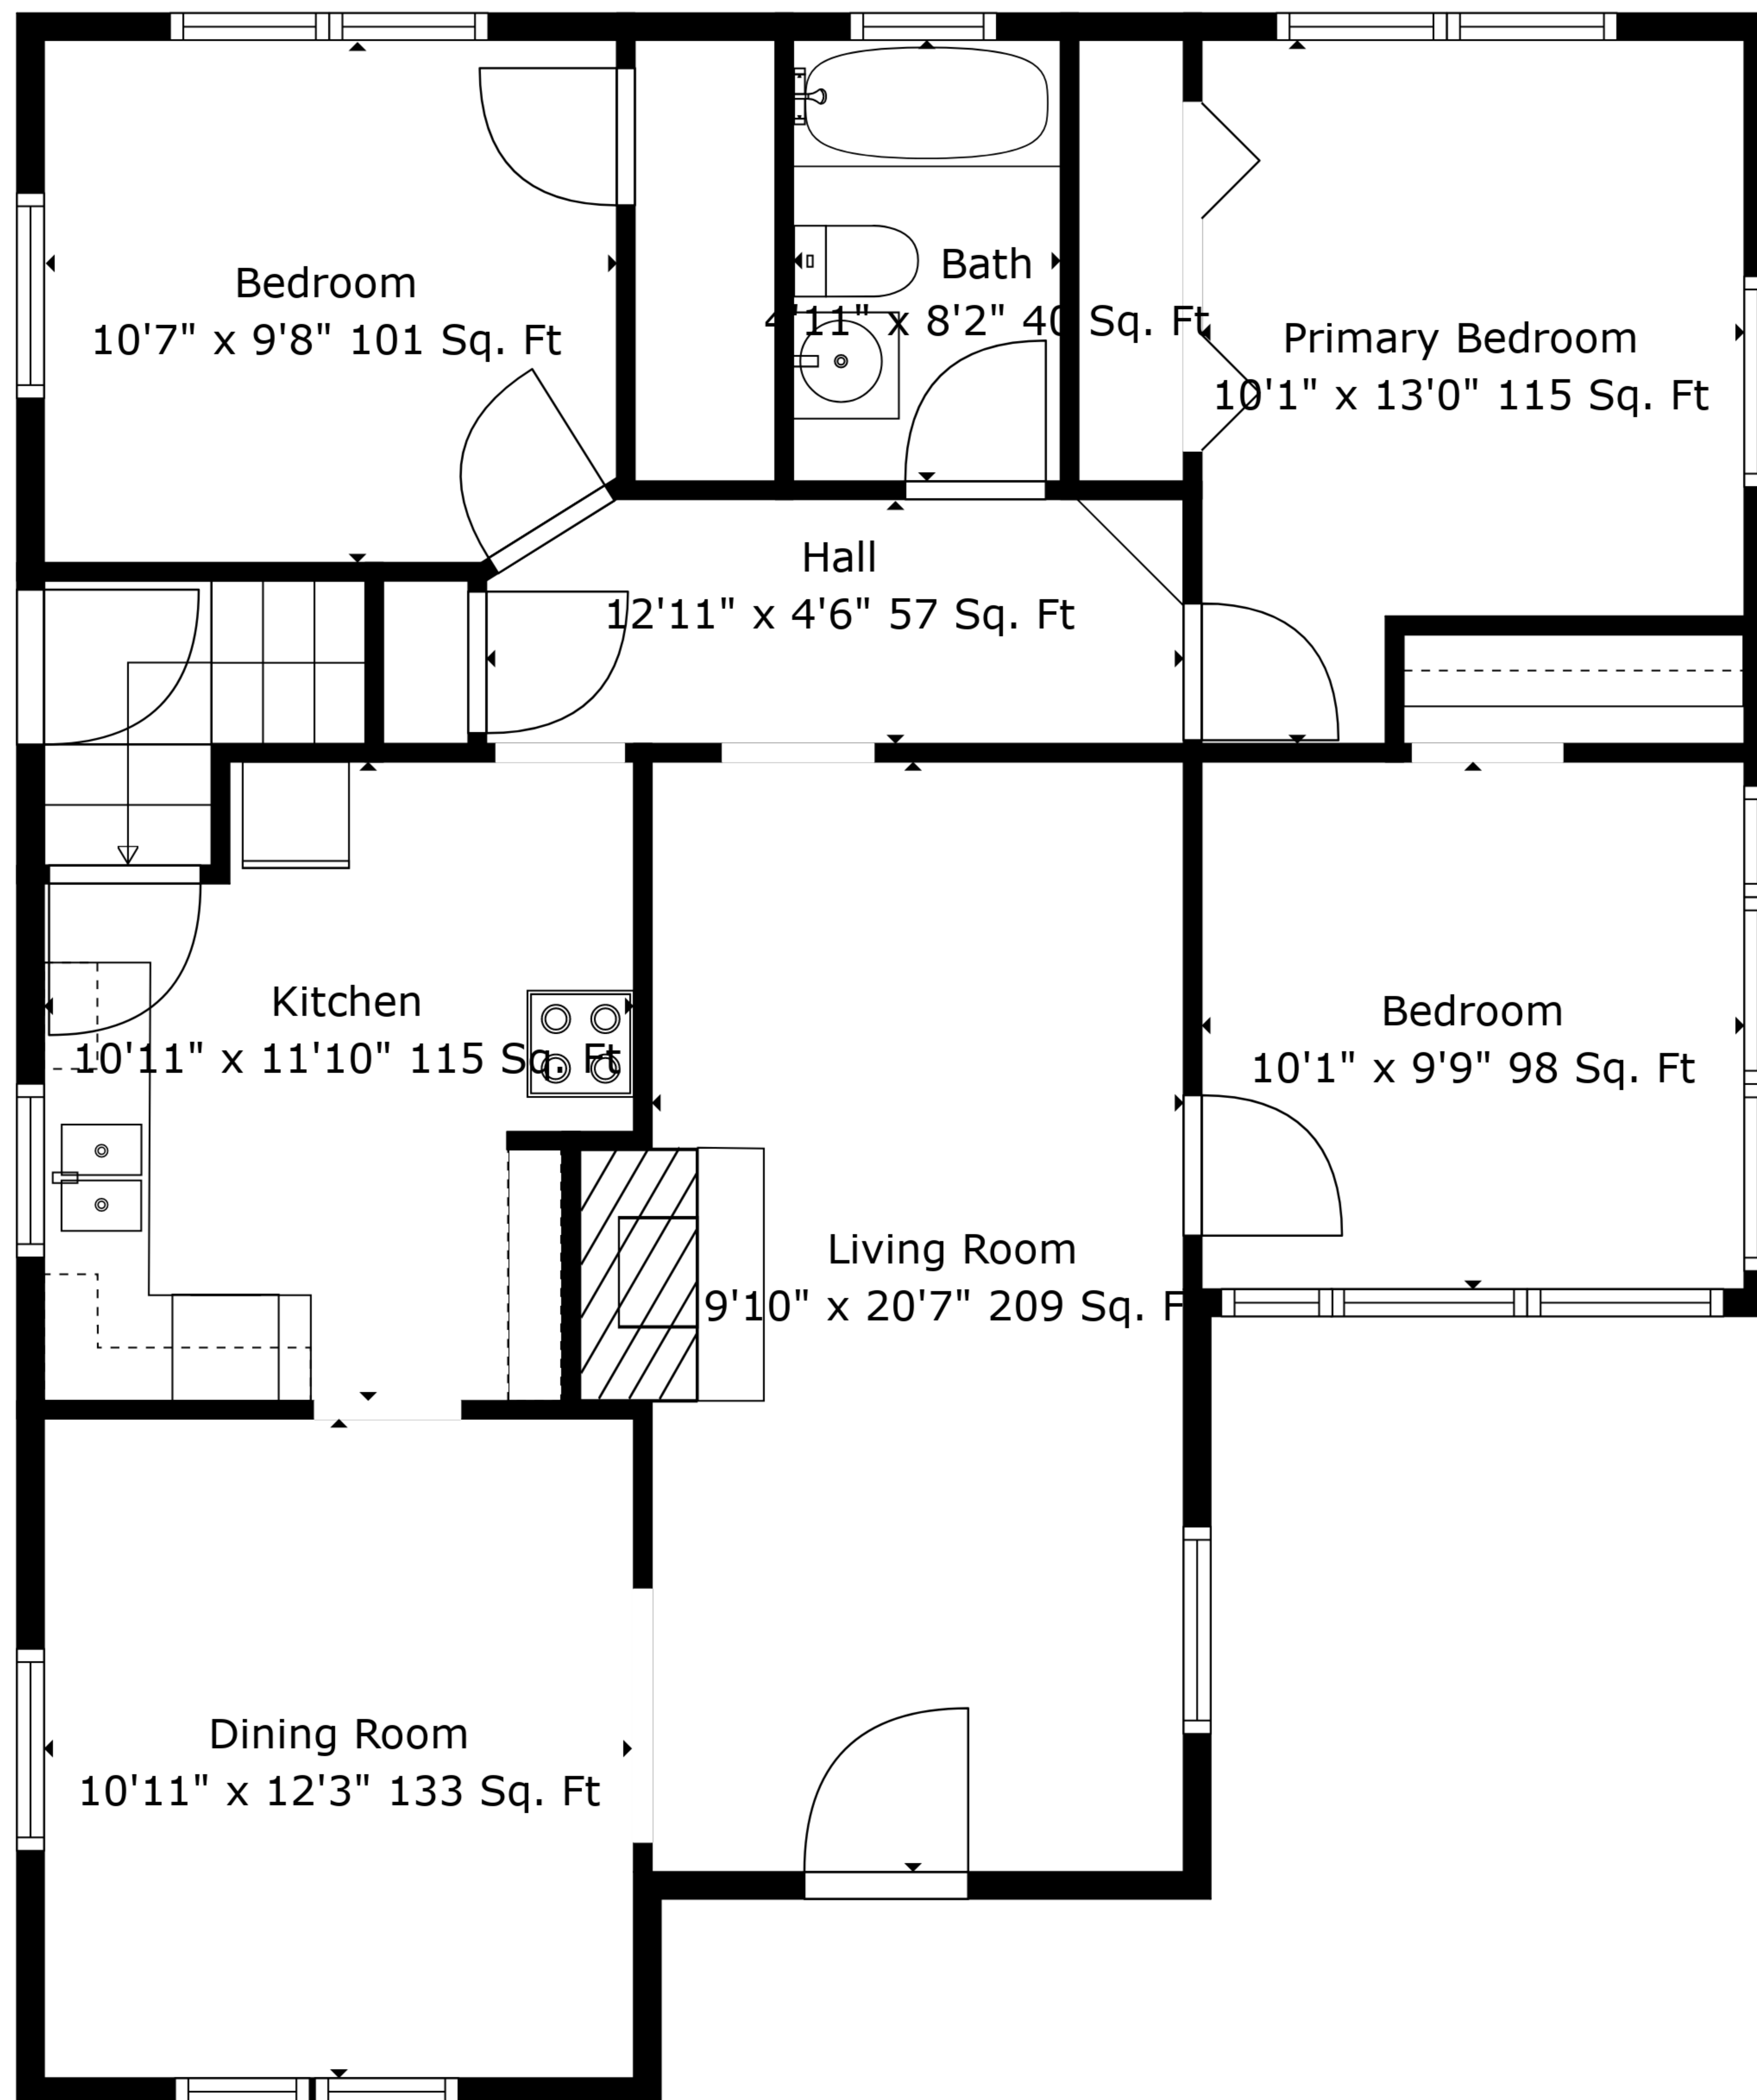 Bedroom
10'7" x 9'8" 101 Sq. Ft
Bath
4'11" x 8'2" 40 Sq. Ft
Primary Bedroom
10'1" x 13'0" 115 Sq. Ft
Hall
12'11" x 4'6" 57 Sq. Ft
Kitchen
10'11" x 11'10" 115 Sq. Ft
Bedroom
10'1" x 9'9" 98 Sq. Ft
Living Room
9'10" x 20'7" 209 Sq. F
Dining Room
10'11" x 12'3" 133 Sq. Ft